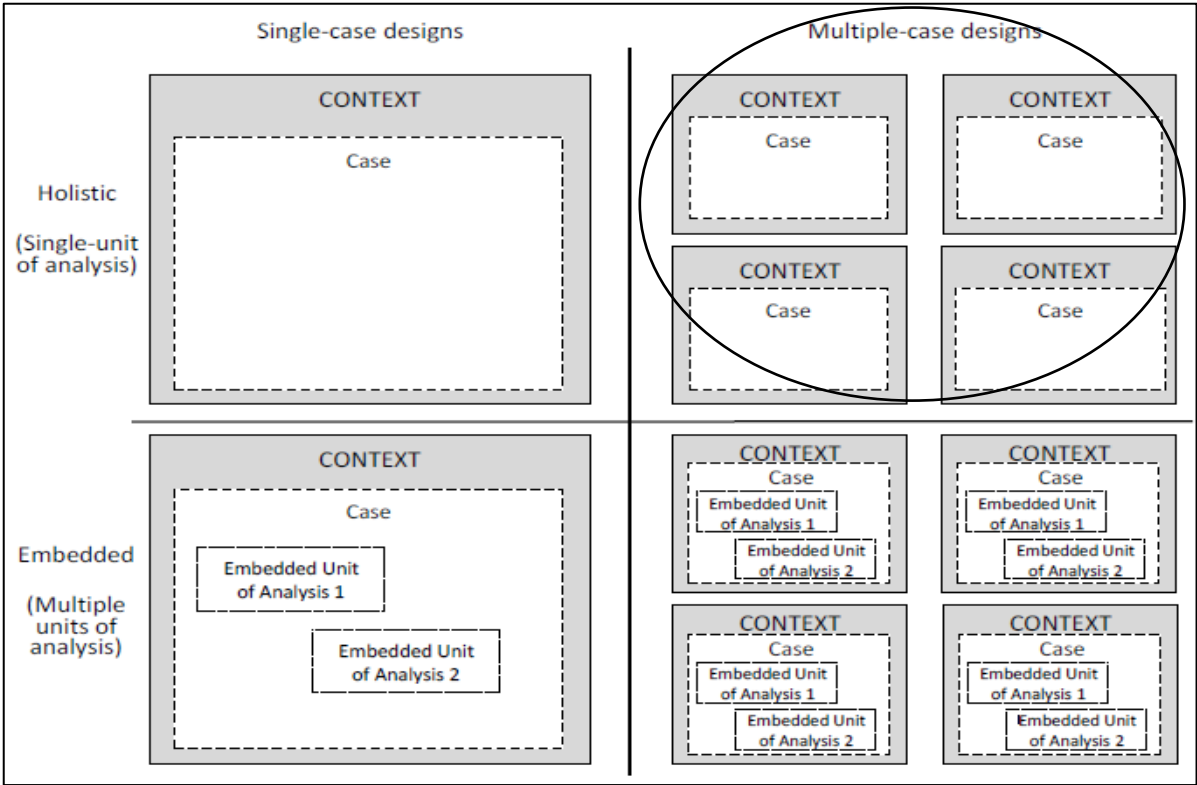 Single-case designs
Multiple-case designs
Holistic
(Single-unit
of analysis)
CONTEXT
Case
CONTEXT
Case
CONTEXT
Case
CONTEXT
Case
CONTEXT
Case
Embedded
(Multiple
units of
analysis)
CONTEXT
Case
Embedded Unit
of Analysis 1
Embedded Unit
of Analysis 2
CONTEXT
Case
Embedded Unit
of Analysis 1
Embedded Unit
of Analysis 2
CONTEXT
Case
Embedded Unit
of Analysis 1
Embedded Unit
of Analysis 2
CONTEXT
Case
Embedded Unit
of Analysis 1
Embedded Unit
of Analysis 2
CONTEXT
Case
Embedded Unit
of Analysis 1
Embedded Unit
of Analysis 2